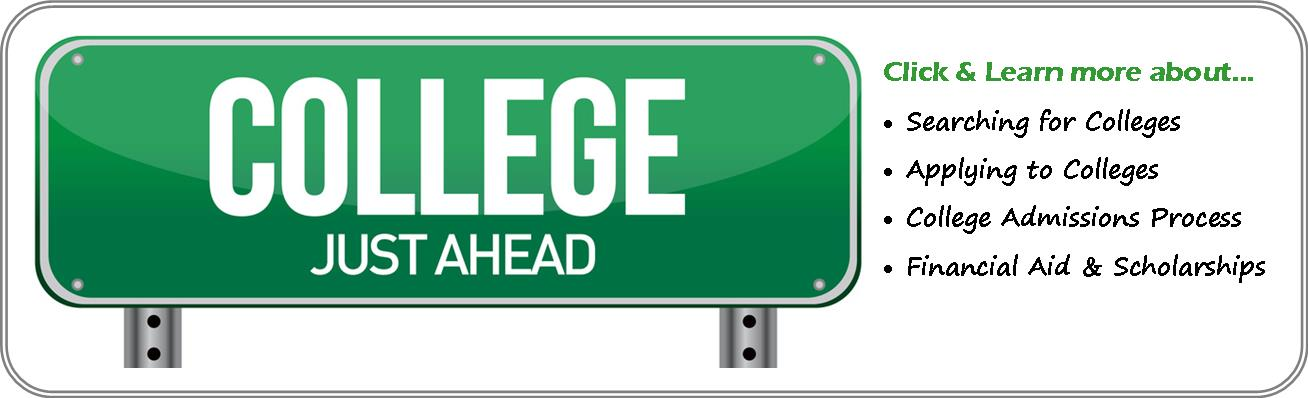 COLLEGE
JUST AHEAD
Click & Learn more about...
• Searching for Colleges
• Applying to Colleges
• College Admissions Process
• Financial Aid & Scholarships